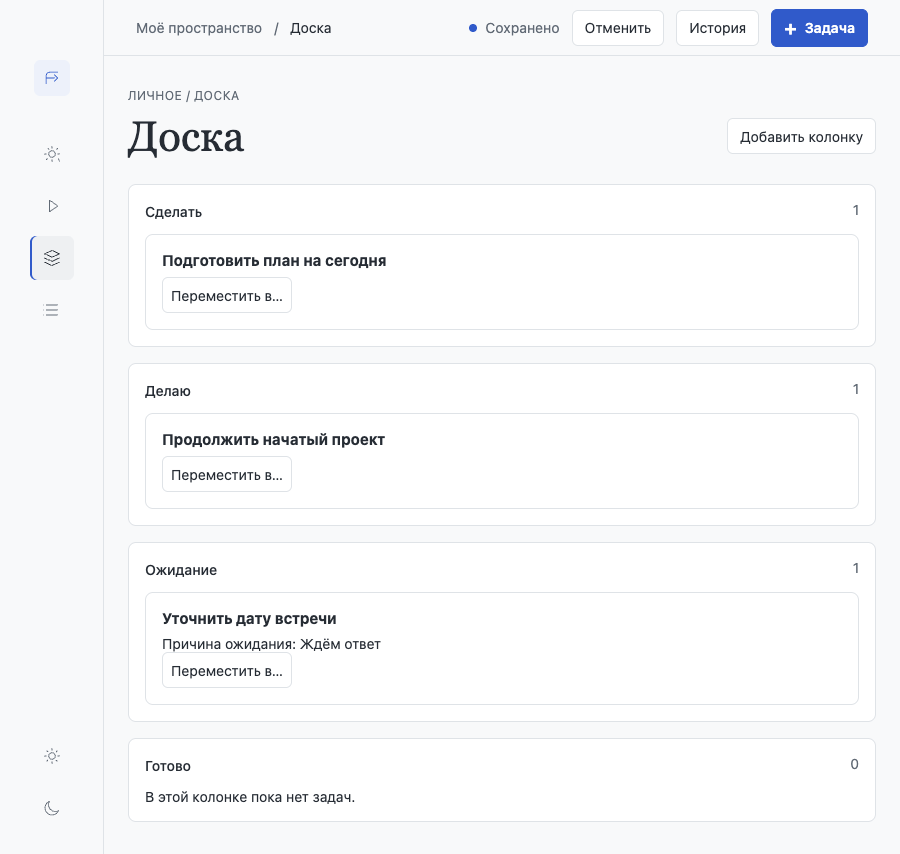 Моё пространство / Доска
Сохранено
Отменить
История
+ Задача
ЛИЧНОЕ / ДОСКА
Доска
Добавить колонку
Сделать
1
Подготовить план на сегодня
Переместить в...
Делаю
1
Продолжить начатый проект
Переместить в...
Ожидание
1
Уточнить дату встречи
Причина ожидания: Ждём ответ
Переместить в...
Готово
0
В этой колонке пока нет задач.